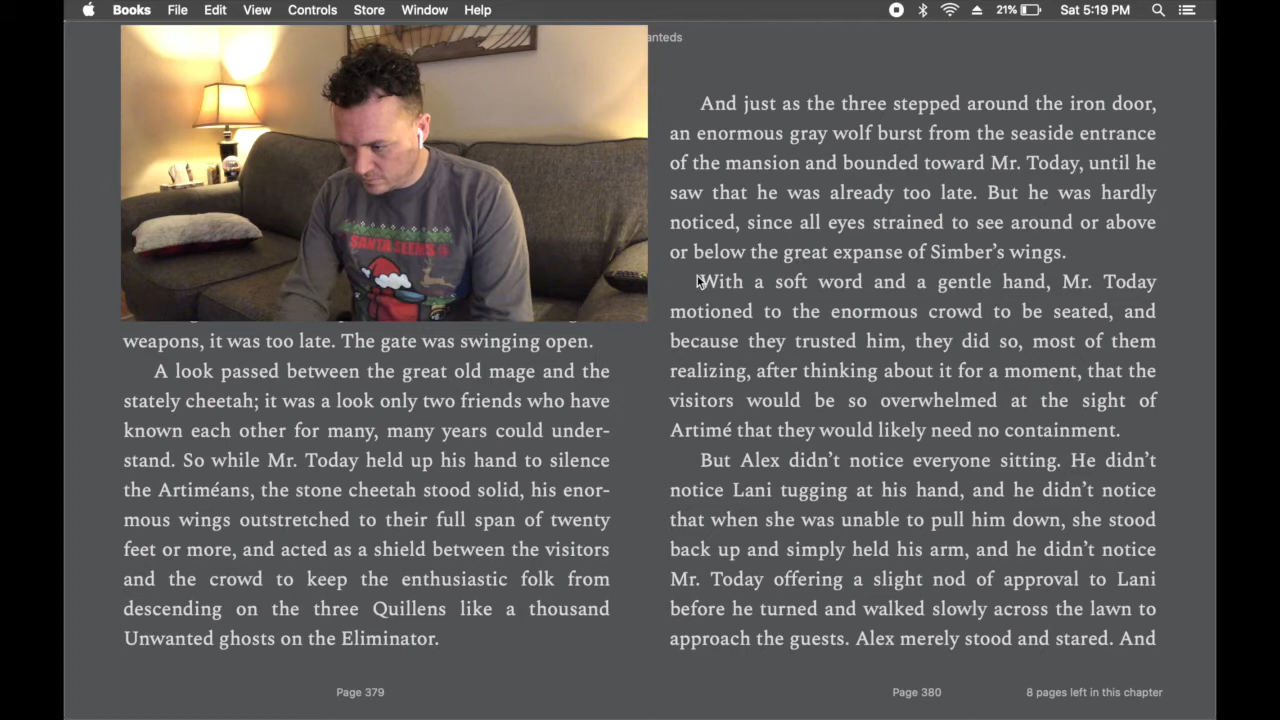 Books File Edit View Controls Store Window Help 21% Sat 5:19 PM
anteds
SANTA SEEMS
weapons, it was too late. The gate was swinging open.
A look passed between the great old mage and the
stately cheetah; it was a look only two friends who have
known each other for many, many years could under-
stand. So while Mr. Today held up his hand to silence
the Artiméans, the stone cheetah stood solid, his enor-
mous wings outstretched to their full span of twenty
feet or more, and acted as a shield between the visitors
and the crowd to keep the enthusiastic folk from
descending on the three Quillens like a thousand
Unwanted ghosts on the Eliminator.
Page 379
And just as the three stepped around the iron door,
an enormous gray wolf burst from the seaside entrance
of the mansion and bounded toward Mr. Today, until he
saw that he was already too late. But he was hardly
noticed, since all eyes strained to see around or above
or below the great expanse of Simber’s wings.
With a soft word and a gentle hand, Mr. Today
motioned to the enormous crowd to be seated, and
because they trusted him, they did so, most of them
realizing, after thinking about it for a moment, that the
visitors would be so overwhelmed at the sight of
Artimé that they would likely need no containment.
But Alex didn’t notice everyone sitting. He didn’t
notice Lani tugging at his hand, and he didn’t notice
that when she was unable to pull him down, she stood
back up and simply held his arm, and he didn’t notice
Mr. Today offering a slight nod of approval to Lani
before he turned and walked slowly across the lawn to
approach the guests. Alex merely stood and stared. And
Page 380
8 pages left in this chapter